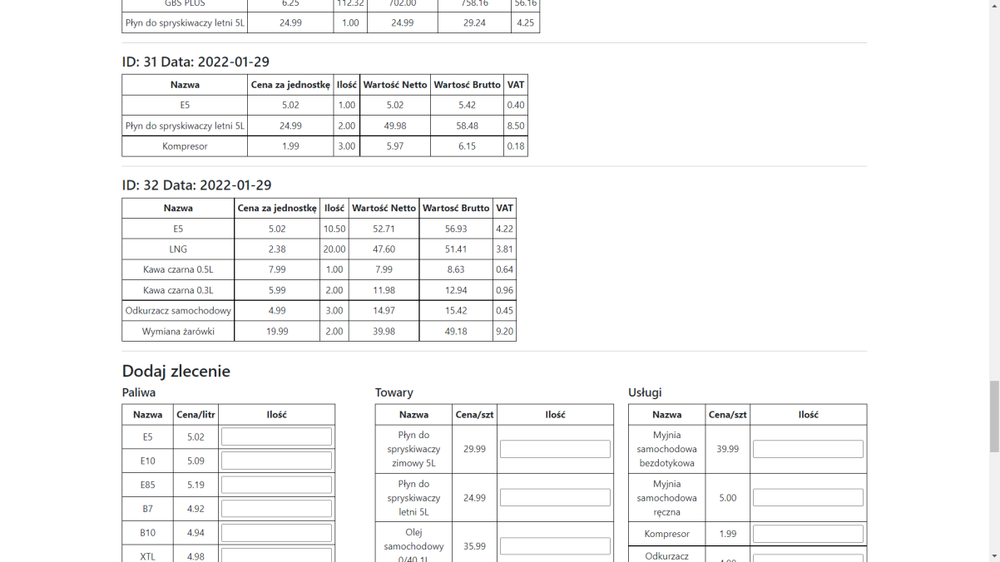 GBS PLUS 6.25 112.32 702.00 758.16 56.16
Płyn do spryskiwaczy letni 5L 24.99 1.00 24.99 29.24 4.25
ID: 31 Data: 2022-01-29
Nazwa Cena za jednostkę Ilość Wartość Netto Wartosć Brutto VAT
E5 5.02 1.00 5.02 5.42 0.40
Płyn do spryskiwaczy letni 5L 24.99 2.00 49.98 58.48 8.50
Kompresor 1.99 3.00 5.97 6.15 0.18
ID: 32 Data: 2022-01-29
Nazwa Cena za jednostkę Ilość Wartość Netto Wartosć Brutto VAT
E5 5.02 10.50 52.71 56.93 4.22
LNG 2.38 20.00 47.60 51.41 3.81
Kawa czarna 0.5L 7.99 1.00 7.99 8.63 0.64
Kawa czarna 0.3L 5.99 2.00 11.98 12.94 0.96
Odkurzacz samochodowy 4.99 3.00 14.97 15.42 0.45
Wymiana żarówki 19.99 2.00 39.98 49.18 9.20
Dodaj zlecenie
Paliwa
Nazwa Cena/litr Ilość
E5 5.02
E10 5.09
E85 5.19
B7 4.92
B10 4.94
XTL 4.98
Towary
Nazwa Cena/szt Ilość
Płyn do
spryskiwaczy
zimowy 5L
29.99
Płyn do
spryskiwaczy
letni 5L
24.99
Olej
samochodowy
0/40 1L
35.99
Usługi
Nazwa Cena/szt Ilość
Myjnia
samochodowa
bezdotykowa
39.99
Myjnia
samochodowa
ręczna
5.00
Kompresor 1.99
Odkurzacz